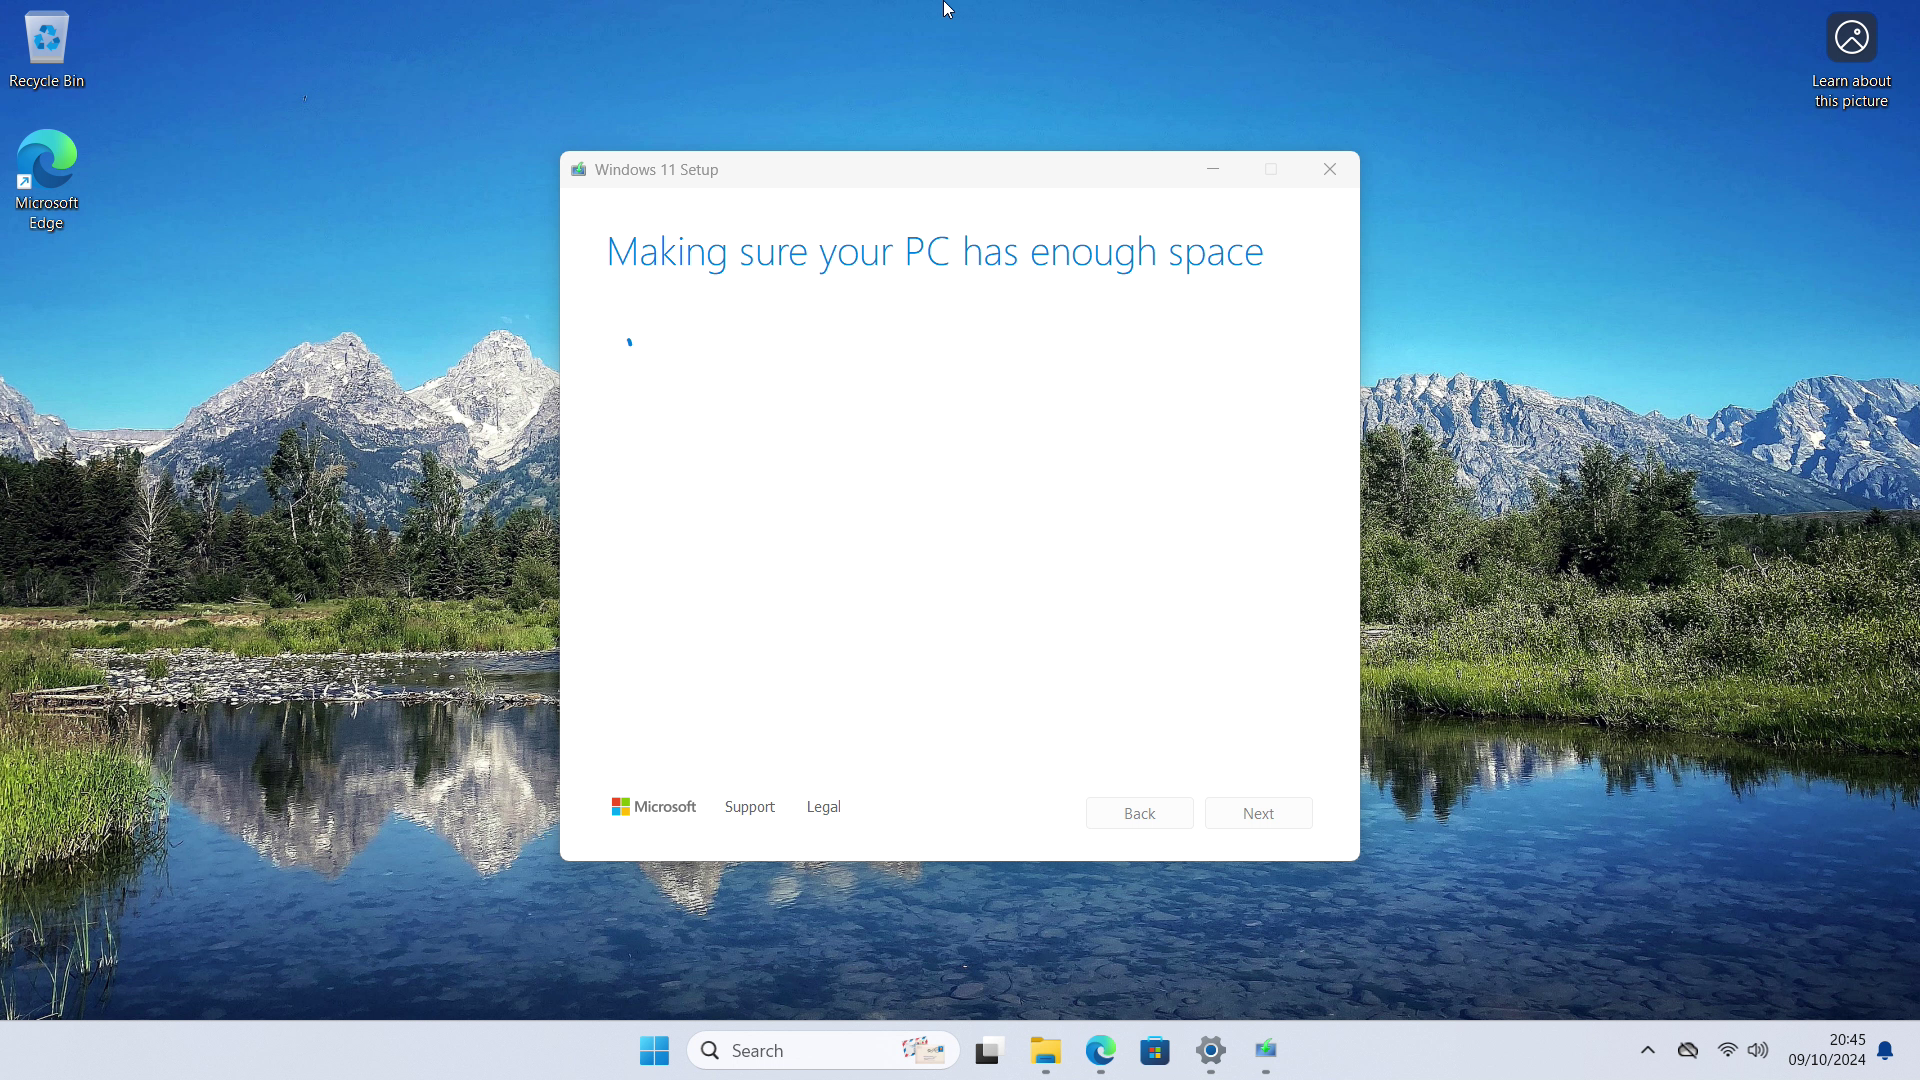 Recycle Bin
Microsoft
Edge
Learn about
this picture
Windows 11 Setup
Making sure your PC has enough space
Microsoft
Support
Legal
Back
Next
Search
20:45
09/10/2024